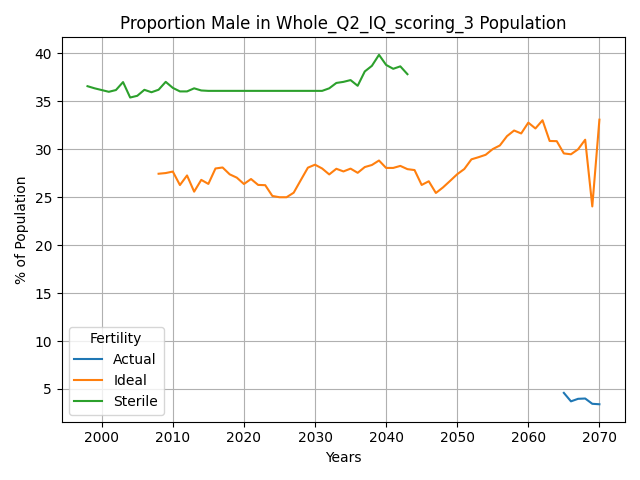 Proportion Male in Whole_Q2_IQ_scoring_3 Population
% of Population
40
35
30
25
20
15
10
5
Fertility
Actual
Ideal
Sterile
2000 2010 2020 2030 2040 2050 2060 2070
Years